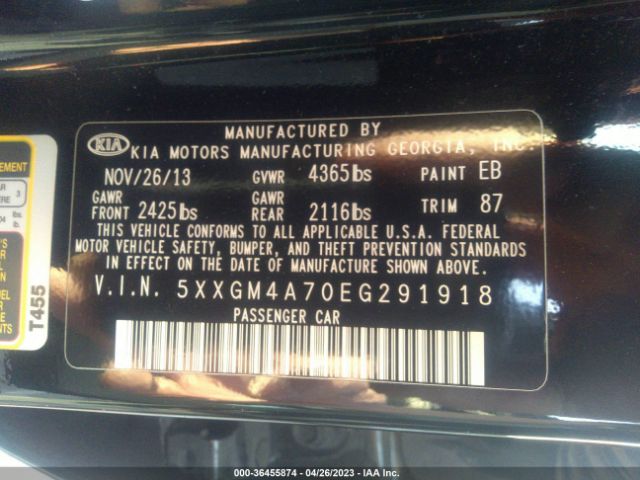 KIA
MANUFACTURED BY
KIA MOTORS MANUFACTURING GEORGIA, INC
NOV/26/13 GVWR 4365lbs PAINT EB
GAWR FRONT 2425lbs GAWR REAR 2116lbs TRIM 87
THIS VEHICLE CONFORMS TO ALL APPLICABLE U.S.A. FEDERAL
MOTOR VEHICLE SAFETY, BUMPER, AND THEFT PREVENTION STANDARDS
IN EFFECT ON THE DATE OF MANUFACTURE SHOWN ABOVE.
V.I.N. 5XXGM4A70EG291918
PASSENGER CAR
T455
000-36455874 | 04/26/2023 | IAA Inc.